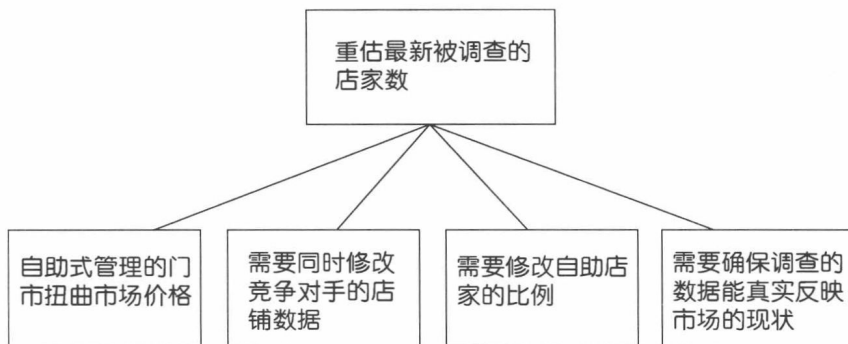 重估最新被调查的
店家数
自助式管理的门
市扭曲市场价格
需要同时修改
竞争对手的店
铺数据
需要修改自助店
家的比例
需要确保调查的
数据能真实反映
市场的现状